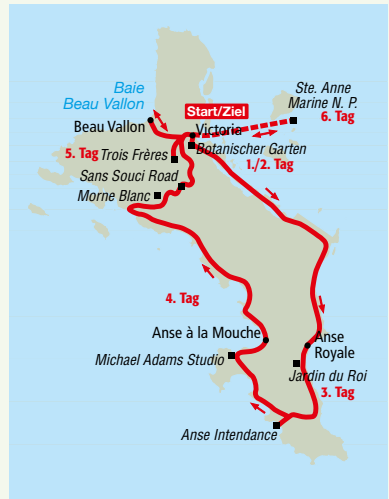 Baie
Beau Vallon
Ste. Anne
Marine N. P.
6. Tag
Start/Ziel
Beau Vallon
Victoria
Botanischer Garten
5. Tag
Trois Frères
1./2. Tag
Sans Souci Road
Morne Blanc
4. Tag
Anse à la Mouche
Anse
Royale
Michael Adams Studio
Jardin du Roi
3. Tag
Anse Intendance